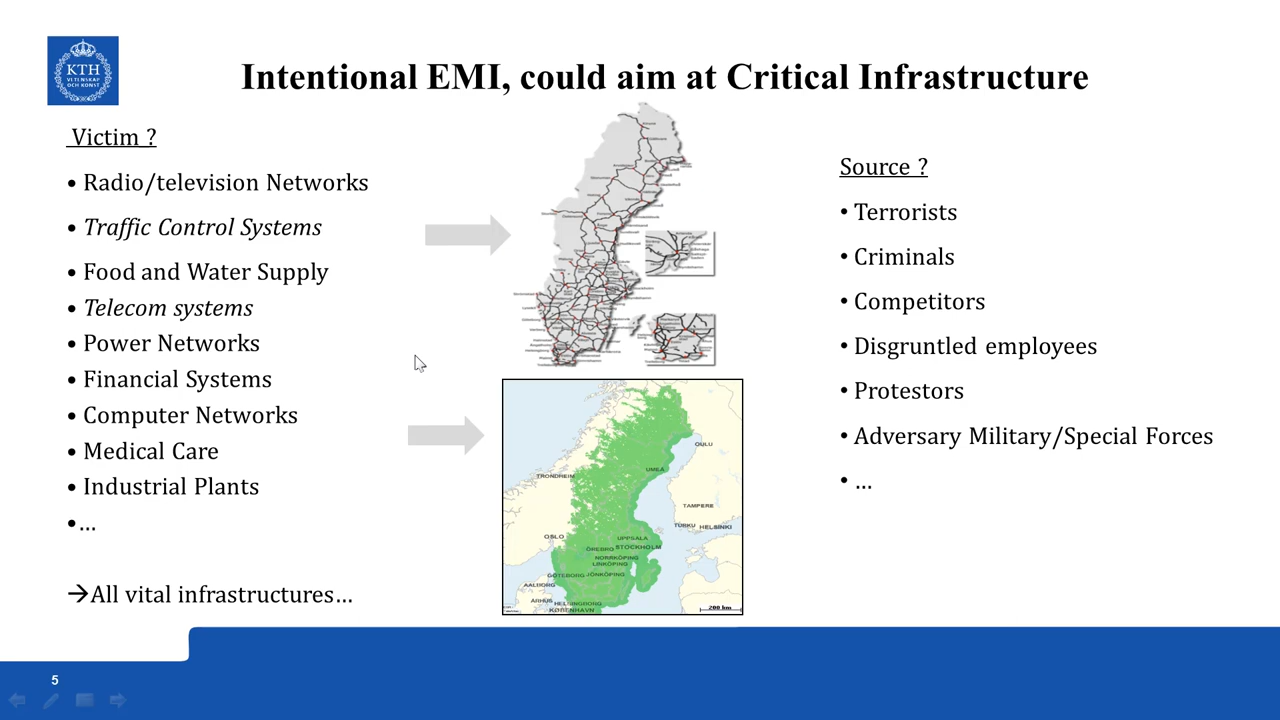 KTH
VETENSKAP
OCH KONST
Intentional EMI, could aim at Critical Infrastructure
Victim ?
• Radio/television Networks
• Traffic Control Systems
• Food and Water Supply
• Telecom systems
• Power Networks
• Financial Systems
• Computer Networks
• Medical Care
• Industrial Plants
•...
→All vital infrastructures...
OULU
UMEÅ
TRONDHEIM
TAMPERE
TURKU HELSINKI
OSLO
UPPSALA
ÖREBRO STOCKHOLM
NORRKÖPING
LINKÖPING
GÖTEBORG JÖNKÖPING
AALBORG
ÅRHUS
HELSINGBORG
KØBENHAVN
200 km
Source ?
• Terrorists
• Criminals
• Competitors
• Disgruntled employees
• Protestors
• Adversary Military/Special Forces
• ...
5